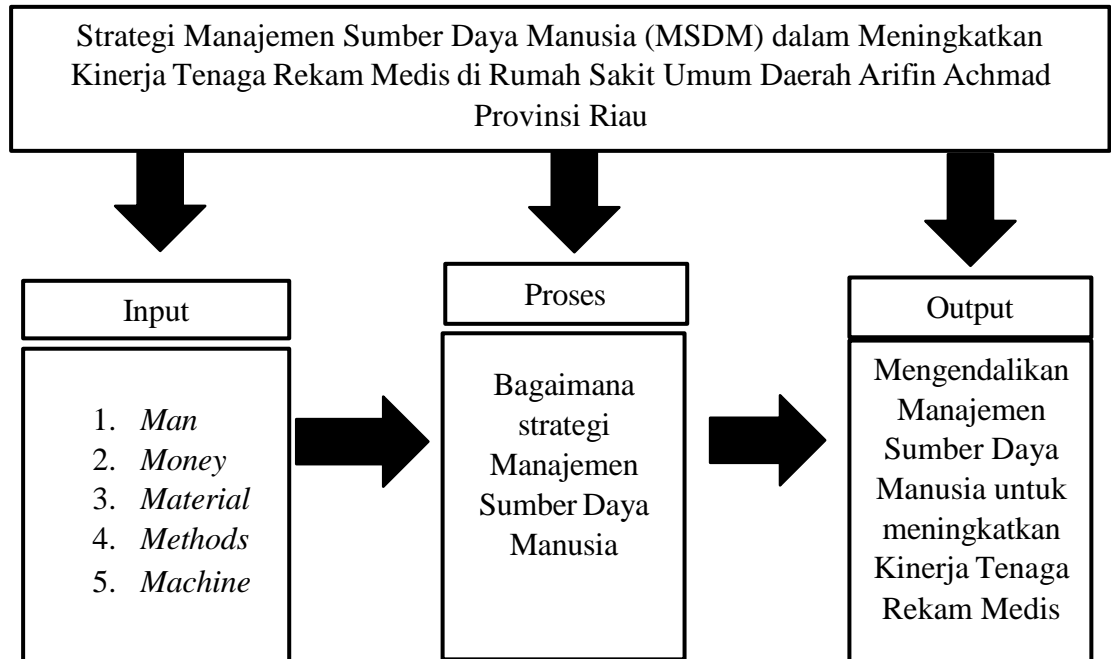 Strategi Manajemen Sumber Daya Manusia (MSDM) dalam Meningkatkan
Kinerja Tenaga Rekam Medis di Rumah Sakit Umum Daerah Arifin Achmad
Provinsi Riau
Input
1. Man
2. Money
3. Material
4. Methods
5. Machine
Proses
Bagaimana
strategi
Manajemen
Sumber Daya
Manusia
Output
Mengendalikan
Manajemen
Sumber Daya
Manusia untuk
meningkatkan
Kinerja Tenaga
Rekam Medis